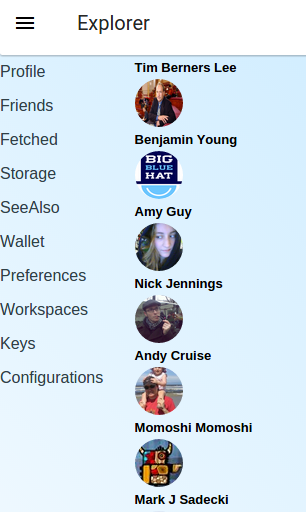 Explorer
Profile
Friends
Fetched
Storage
SeeAlso
Wallet
Preferences
Workspaces
Keys
Configurations
Tim Berners Lee
Benjamin Young
BIG
BLUE
HAT
Amy Guy
Nick Jennings
Andy Cruise
Momoshi Momoshi
Mark J Sadecki